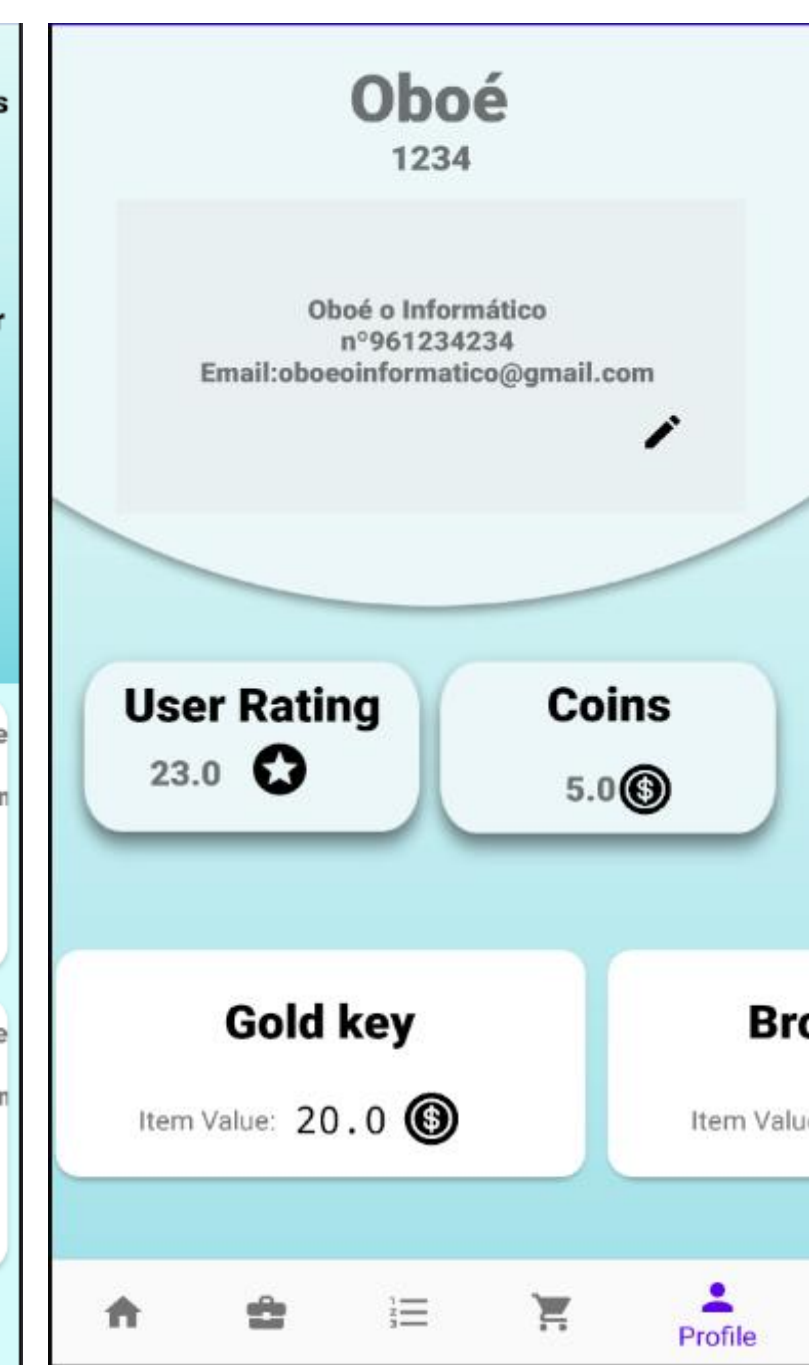 Oboé
1234
Oboé o Informático
nº961234234
Email:oboeoinformatico@gmail.com
User Rating
23.0
Coins
5.0
Gold key
Item Value: 20.0
Profile